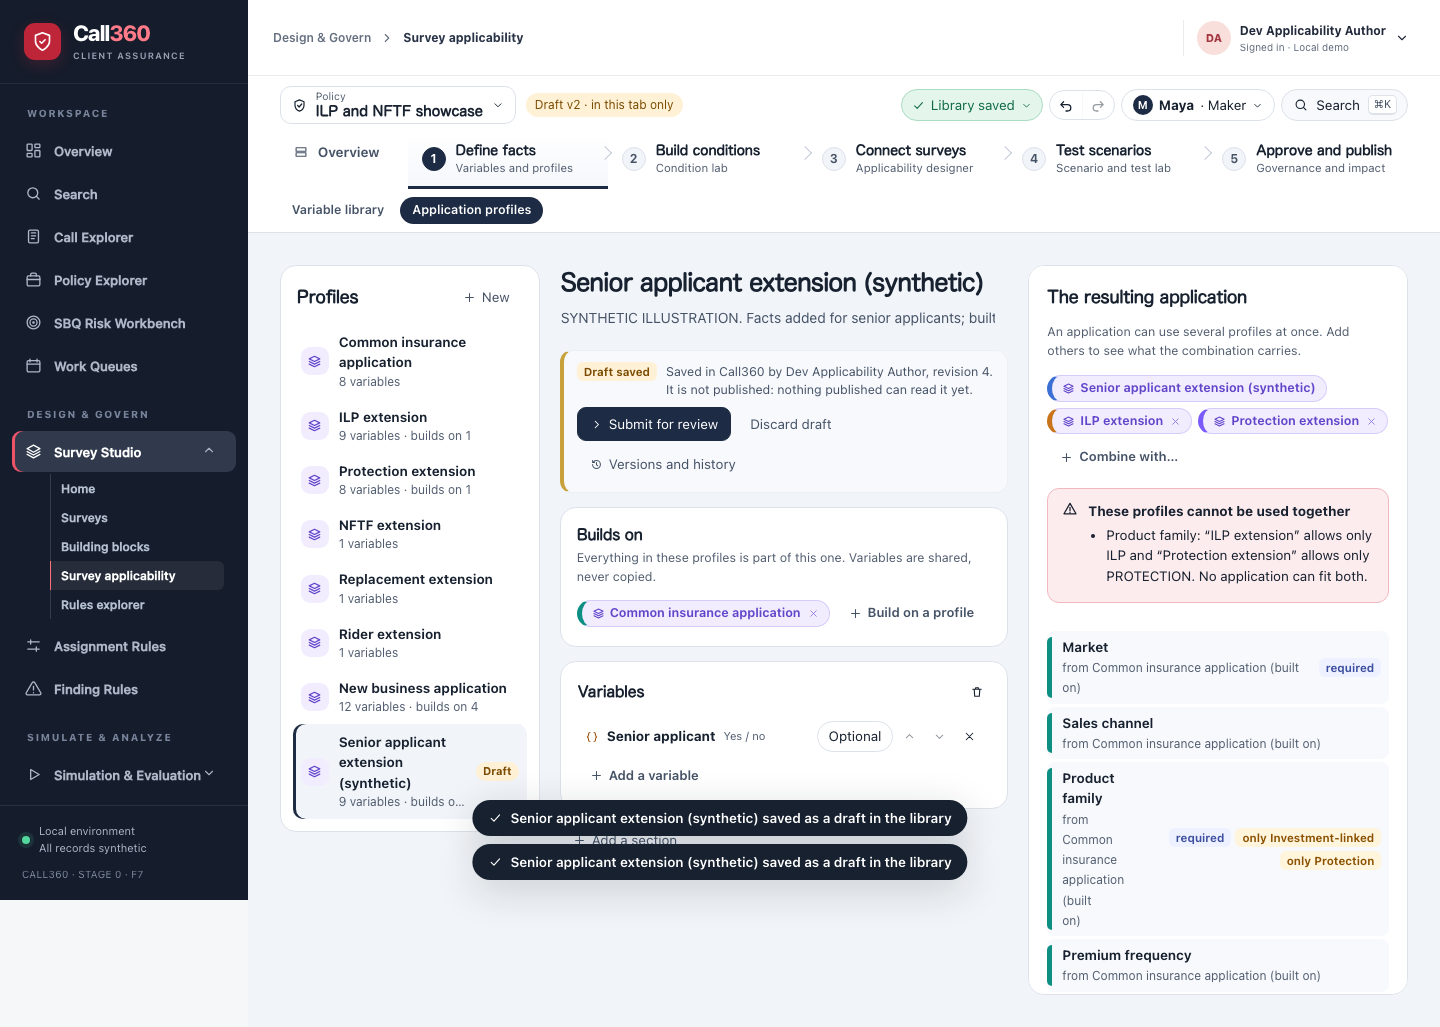 Call360
CLIENT ASSURANCE
WORKSPACE
Overview
Search
Call Explorer
Policy Explorer
SBQ Risk Workbench
Work Queues
DESIGN & GOVERN
Survey Studio
Home
Surveys
Building blocks
Survey applicability
Rules explorer
Assignment Rules
Finding Rules
SIMULATE & ANALYZE
Simulation & Evaluation
Local environment
All records synthetic
CALL360 · STAGE 0 · F7
Design & Govern
Survey applicability
DA
Dev Applicability Author
Signed in · Local demo
Policy
ILP and NFTF showcase
Draft v2 · in this tab only
Library saved
M Maya · Maker
Search ⌘K
Overview
1 Define facts
Variables and profiles
2 Build conditions
Condition lab
3 Connect surveys
Applicability designer
4 Test scenarios
Scenario and test lab
5 Approve and publish
Governance and impact
Variable library
Application profiles
Profiles
New
Common insurance
application
8 variables
ILP extension
9 variables · builds on 1
Protection extension
8 variables · builds on 1
NFTF extension
1 variables
Replacement extension
1 variables
Rider extension
1 variables
New business application
12 variables · builds on 4
Senior applicant
extension
(synthetic)
9 variables · builds o...
Draft
Senior applicant extension (synthetic)
SYNTHETIC ILLUSTRATION. Facts added for senior applicants; built
Draft saved
Saved in Call360 by Dev Applicability Author, revision 4.
It is not published: nothing published can read it yet.
Submit for review
Discard draft
Versions and history
Builds on
Everything in these profiles is part of this one. Variables are shared,
never copied.
Common insurance application
Build on a profile
Variables
Senior applicant Yes / no
Optional
Add a variable
Add a section
Senior applicant extension (synthetic) saved as a draft in the library
Senior applicant extension (synthetic) saved as a draft in the library
The resulting application
An application can use several profiles at once. Add
others to see what the combination carries.
Senior applicant extension (synthetic)
ILP extension
Protection extension
Combine with...
These profiles cannot be used together
• Product family: “ILP extension” allows only
ILP and “Protection extension” allows only
PROTECTION. No application can fit both.
Market
from Common insurance application (built
on)
required
Sales channel
from Common insurance application (built on)
Product
family
from
Common
insurance
application
(built
on)
required
only Investment-linked
only Protection
Premium frequency
from Common insurance application (built on)